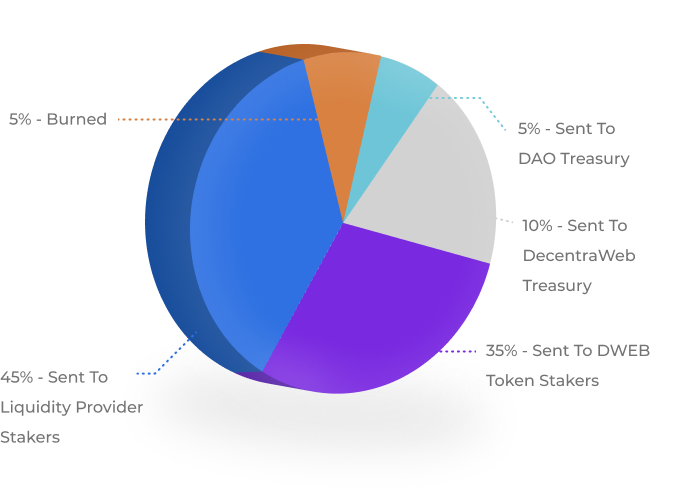 5% - Burned
5% - Sent To
DAO Treasury
10% - Sent To
DecentraWeb
Treasury
35% - Sent To DWEB
Token Stakers
45% - Sent To
Liquidity Provider
Stakers